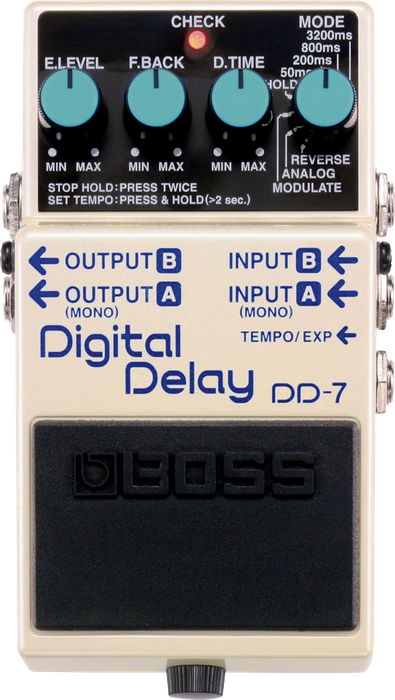 CHECK
MODE
3200ms
800ms
E.LEVEL F.BACK D.TIME 200ms
50ms
HOLD
REVERSE
MIN MAX MIN MAX MIN MAX ANALOG
MODULATE
STOP HOLD:PRESS TWICE
SET TEMPO:PRESS & HOLD(>2 sec.)
OUTPUT B INPUT B
OUTPUT A INPUT A
(MONO) (MONO)
TEMPO/EXP
Digital
Delay DD-7
BOSS